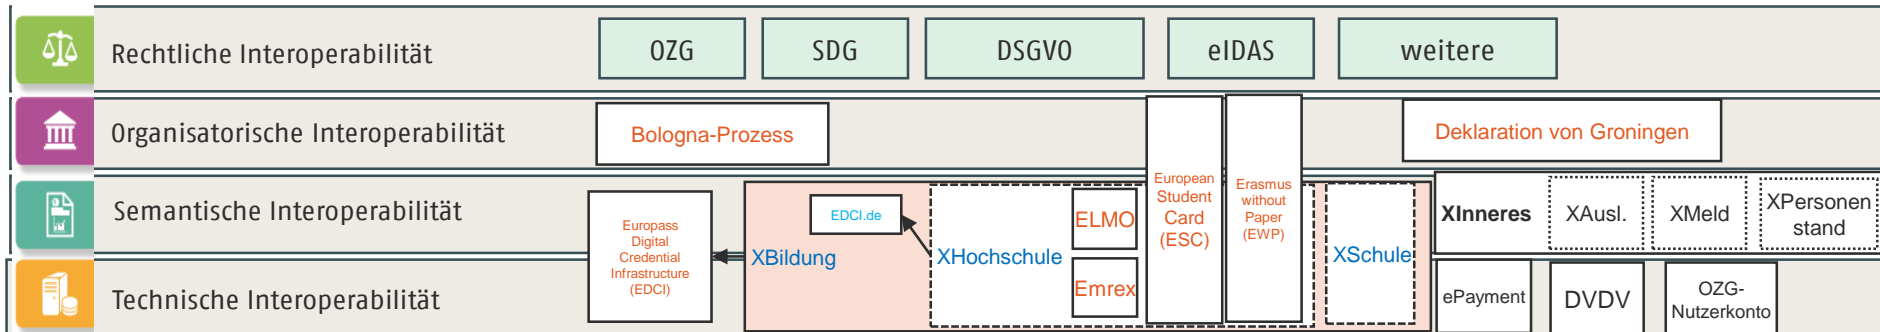 Rechtliche Interoperabilität
OZG
SDG
DSGVO
eIDAS
weitere
Organisatorische Interoperabilität
Bologna-Prozess
Deklaration von Groningen
Semantische Interoperabilität
Technische Interoperabilität
Europass
Digital
Credential
Infrastructure
(EDCI)
XBildung
EDCI.de
XHochschule
ELMO
Emrex
European
Student
Card
(ESC)
Erasmus
without
Paper
(EWP)
XSchule
XInneres
XAusl.
XMeld
XPersonen
stand
ePayment
DVDV
OZG-
Nutzerkonto